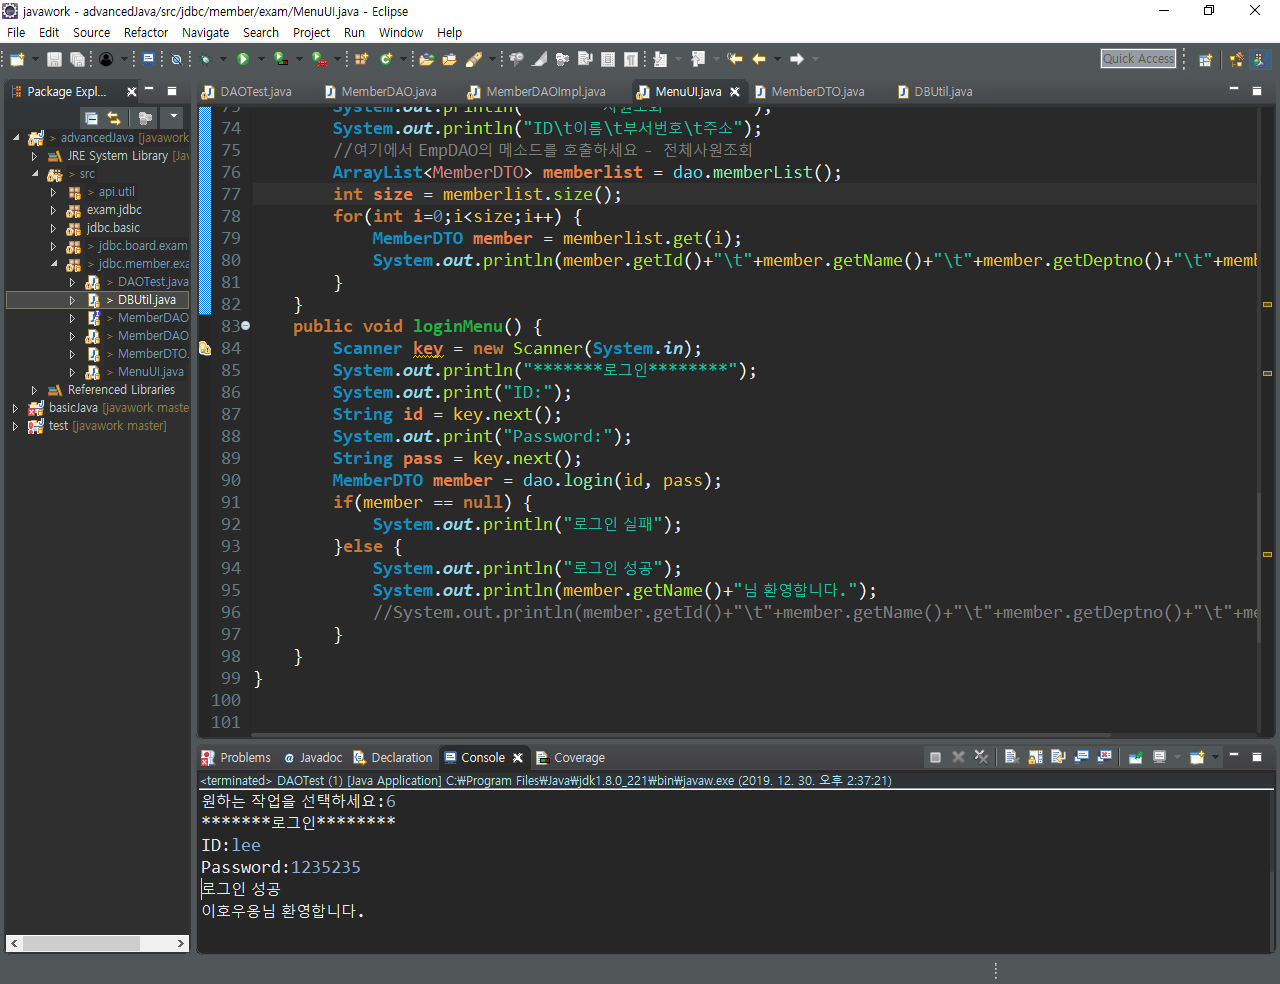 javawork - advancedJava/src/jdbc/member/exam/MenuUI.java - Eclipse
File Edit Source Refactor Navigate Search Project Run Window Help
Quick Access
Package Expl...
DAOTest.java MemberDAO.java MemberDAOImpl.java MenuUI.java MemberDTO.java DBUtil.java
> advancedJava [javawork
JRE System Library [Jav
> src
> api.util
exam.jdbc
jdbc.basic
> jdbc.board.exam
> jdbc.member.exa
> DAOTest.java
> DBUtil.java
> MemberDAO
> MemberDAO
> MemberDTO.
> MenuUI.java
Referenced Libraries
basicJava [javawork maste
test [javawork master]
74 System.out.println("ID\t이름\t부서번호\t주소");
75 //여기에서 EmpDAO의 메소드를 호출하세요 - 전체사원조회
76 ArrayList<MemberDTO> memberlist = dao.memberList();
77 int size = memberlist.size();
78 for(int i=0;i<size;i++) {
79 MemberDTO member = memberlist.get(i);
80 System.out.println(member.getId()+"\t"+member.getName()+"\t"+member.getDeptno()+"\t"+memb
81 }
82 }
83 public void loginMenu() {
84 Scanner key = new Scanner(System.in);
85 System.out.println("*******로그인********");
86 System.out.print("ID:");
87 String id = key.next();
88 System.out.print("Password:");
89 String pass = key.next();
90 MemberDTO member = dao.login(id, pass);
91 if(member == null) {
92 System.out.println("로그인 실패");
93 }else {
94 System.out.println("로그인 성공");
95 System.out.println(member.getName()+"님 환영합니다.");
96 //System.out.println(member.getId()+"\t"+member.getName()+"\t"+member.getDeptno()+"\t"+me
97 }
98 }
99 }
100
101
Problems Javadoc Declaration Console Coverage
<terminated> DAOTest (1) [Java Application] C:₩Program Files₩Java₩jdk1.8.0_221₩bin₩javaw.exe (2019. 12. 30. 오후 2:37:21)
원하는 작업을 선택하세요:6
*******로그인********
ID:lee
Password:1235235
로그인 성공
이호우옹님 환영합니다.